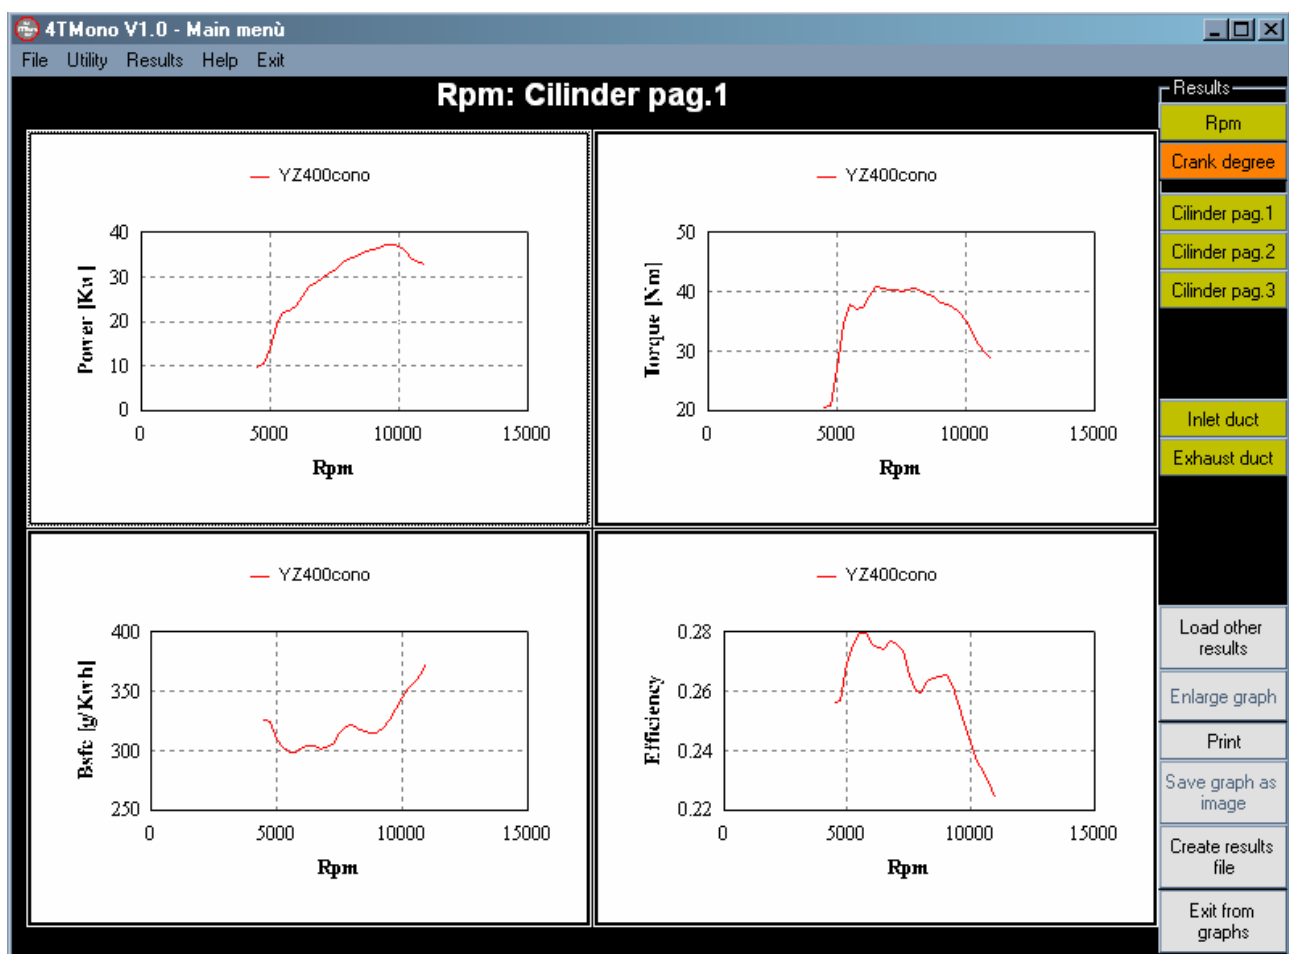 4TMono V1.0 - Main menù
File Utility Results Help Exit
Rpm: Cilinder pag.1
YZ400cono
40
30
20
10
0
Power [Kw]
0 5000 10000 15000
Rpm
YZ400cono
50
40
30
20
Torque [Nm]
0 5000 10000 15000
Rpm
YZ400cono
400
350
300
250
Bsfc [g/Kwh]
0 5000 10000 15000
Rpm
YZ400cono
0.28
0.26
0.24
0.22
Efficiency
0 5000 10000 15000
Rpm
Results
Rpm
Crank degree
Cilinder pag.1
Cilinder pag.2
Cilinder pag.3
Inlet duct
Exhaust duct
Load other
results
Enlarge graph
Print
Save graph as
image
Create results
file
Exit from
graphs